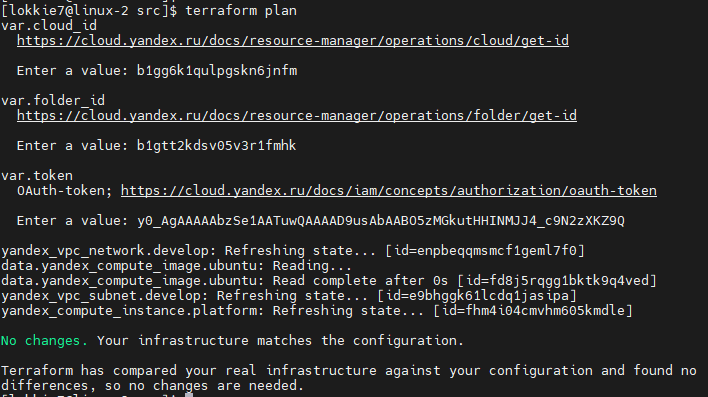 [lokkie7@linux-2 src]$ terraform plan
var.cloud_id
https://cloud.yandex.ru/docs/resource-manager/operations/cloud/get-id
Enter a value: b1gg6k1qulpgskn6jnfm
var.folder_id
https://cloud.yandex.ru/docs/resource-manager/operations/folder/get-id
Enter a value: b1gtt2kdsv05v3r1fmhk
var.token
OAuth-token; https://cloud.yandex.ru/docs/iam/concepts/authorization/oauth-token
Enter a value: y0_AgAAAAAbzSe1AATuwQAAAAD9usAbAABO5zMGkutHHINMJJ4_c9N2zXKZ9Q
yandex_vpc_network.develop: Refreshing state... [id=enpbeqqmsmcf1geml7f0]
data.yandex_compute_image.ubuntu: Reading...
data.yandex_compute_image.ubuntu: Read complete after 0s [id=fd8j5rqgg1bktk9q4ved]
yandex_vpc_subnet.develop: Refreshing state... [id=e9bhggk61lcdq1jasipa]
yandex_compute_instance.platform: Refreshing state... [id=fhm4i04cmvhm605kmdle]
No changes. Your infrastructure matches the configuration.
Terraform has compared your real infrastructure against your configuration and found no
differences, so no changes are needed.